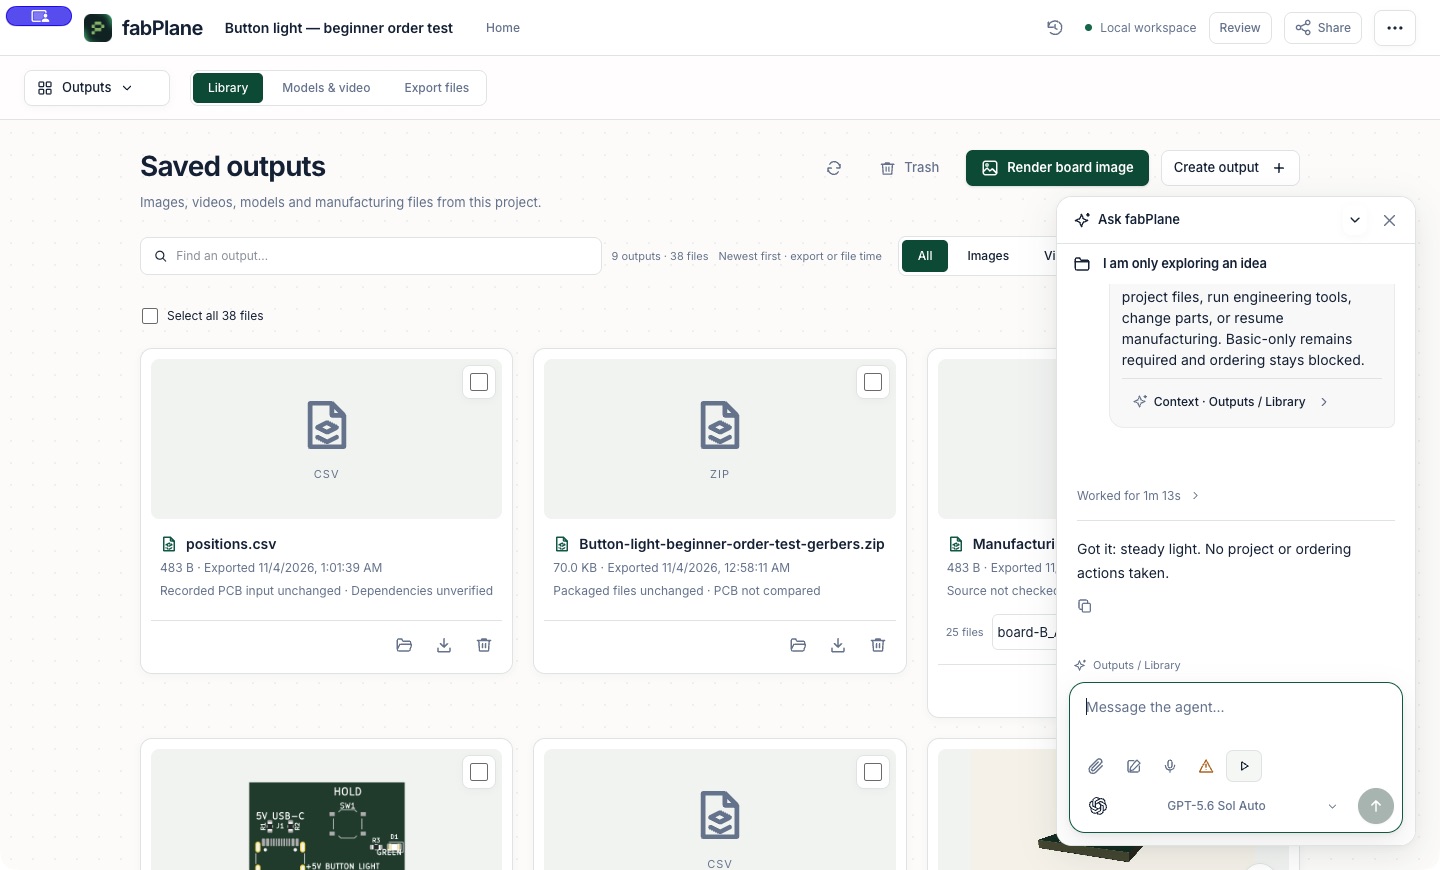 fabPlane
Button light — beginner order test
Home
Local workspace
Review
Share
Outputs
Library
Models & video
Export files
Saved outputs
Images, videos, models and manufacturing files from this project.
Trash
Render board image
Create output
Find an output...
9 outputs · 38 files
Newest first · export or file time
All
Images
Vi
Select all 38 files
CSV
positions.csv
483 B · Exported 11/4/2026, 1:01:39 AM
Recorded PCB input unchanged · Dependencies unverified
ZIP
Button-light-beginner-order-test-gerbers.zip
70.0 KB · Exported 11/4/2026, 12:58:11 AM
Packaged files unchanged · PCB not compared
Manufacturi
483 B · Exported 11/
Source not checked
25 files
board-B_
HOLD
SW1
5V USB-C
J1
R3
D1
GREEN
+5V BUTTON LIGHT
CSV
Ask fabPlane
I am only exploring an idea
project files, run engineering tools,
change parts, or resume
manufacturing. Basic-only remains
required and ordering stays blocked.
Context · Outputs / Library
Worked for 1m 13s
Got it: steady light. No project or ordering
actions taken.
Outputs / Library
Message the agent...
GPT-5.6 Sol Auto